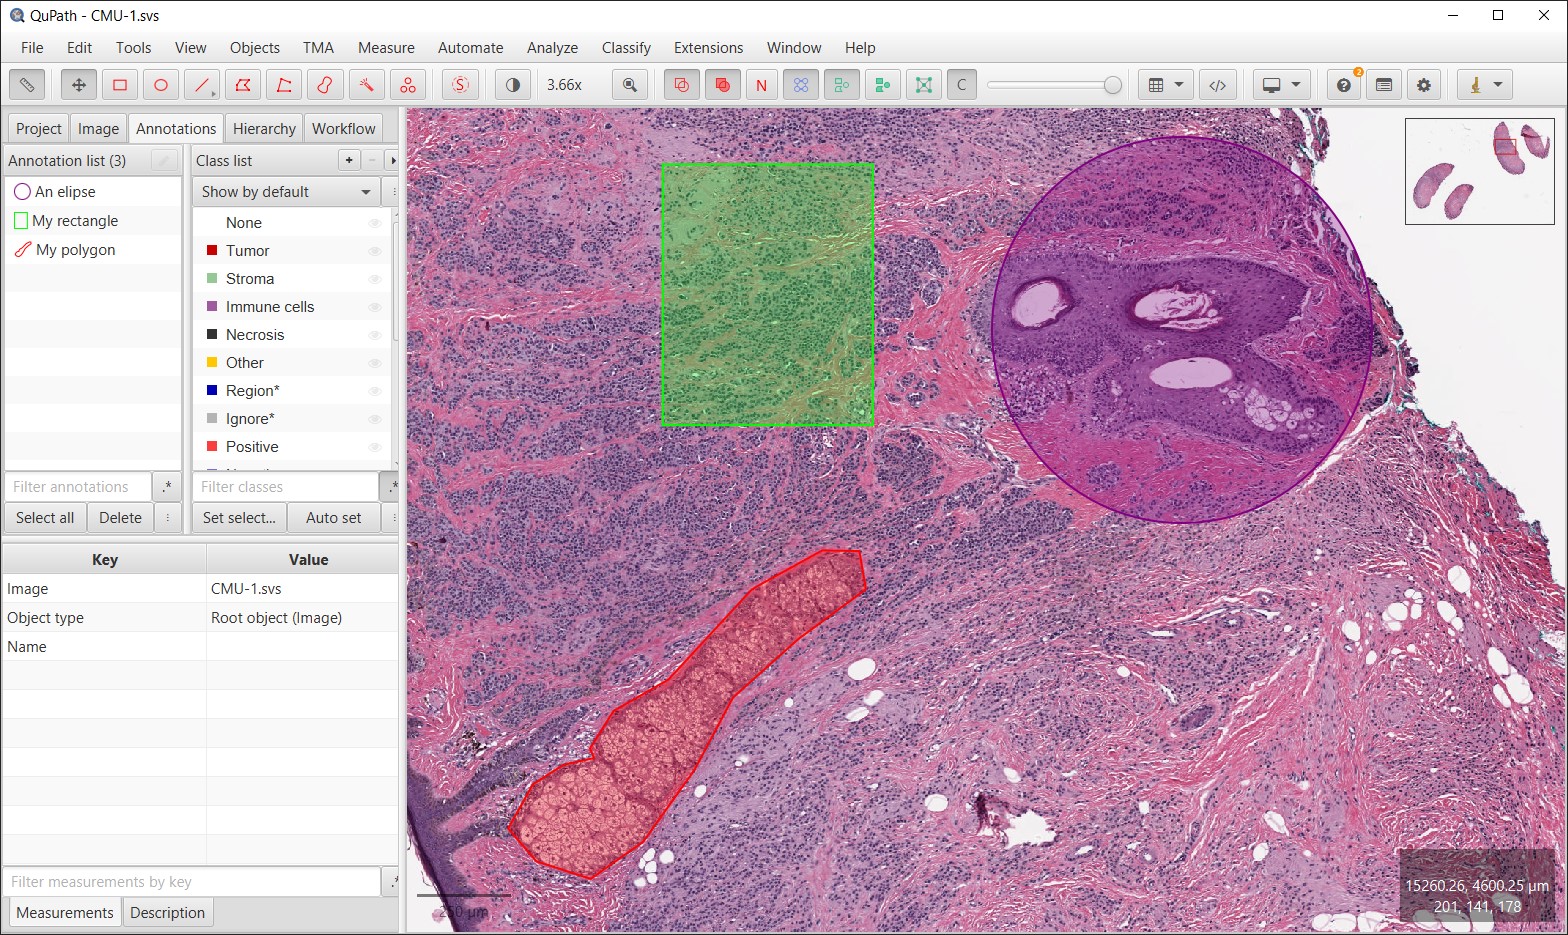 QuPath - CMU-1.svs
File Edit Tools View Objects TMA Measure Automate Analyze Classify Extensions Window Help
S 3.66x N C </> ? 2
Project Image Annotations Hierarchy Workflow
Annotation list (3)
An elipse
My rectangle
My polygon
Filter annotations .*
Select all Delete
Class list + -
Show by default
None
Tumor
Stroma
Immune cells
Necrosis
Other
Region*
Ignore*
Positive
Filter classes .*
Set select... Auto set
Key Value
Image CMU-1.svs
Object type Root object (Image)
Name
Filter measurements by key .*
Measurements Description
250 µm
15260.26, 4600.25 µm
201, 141, 178